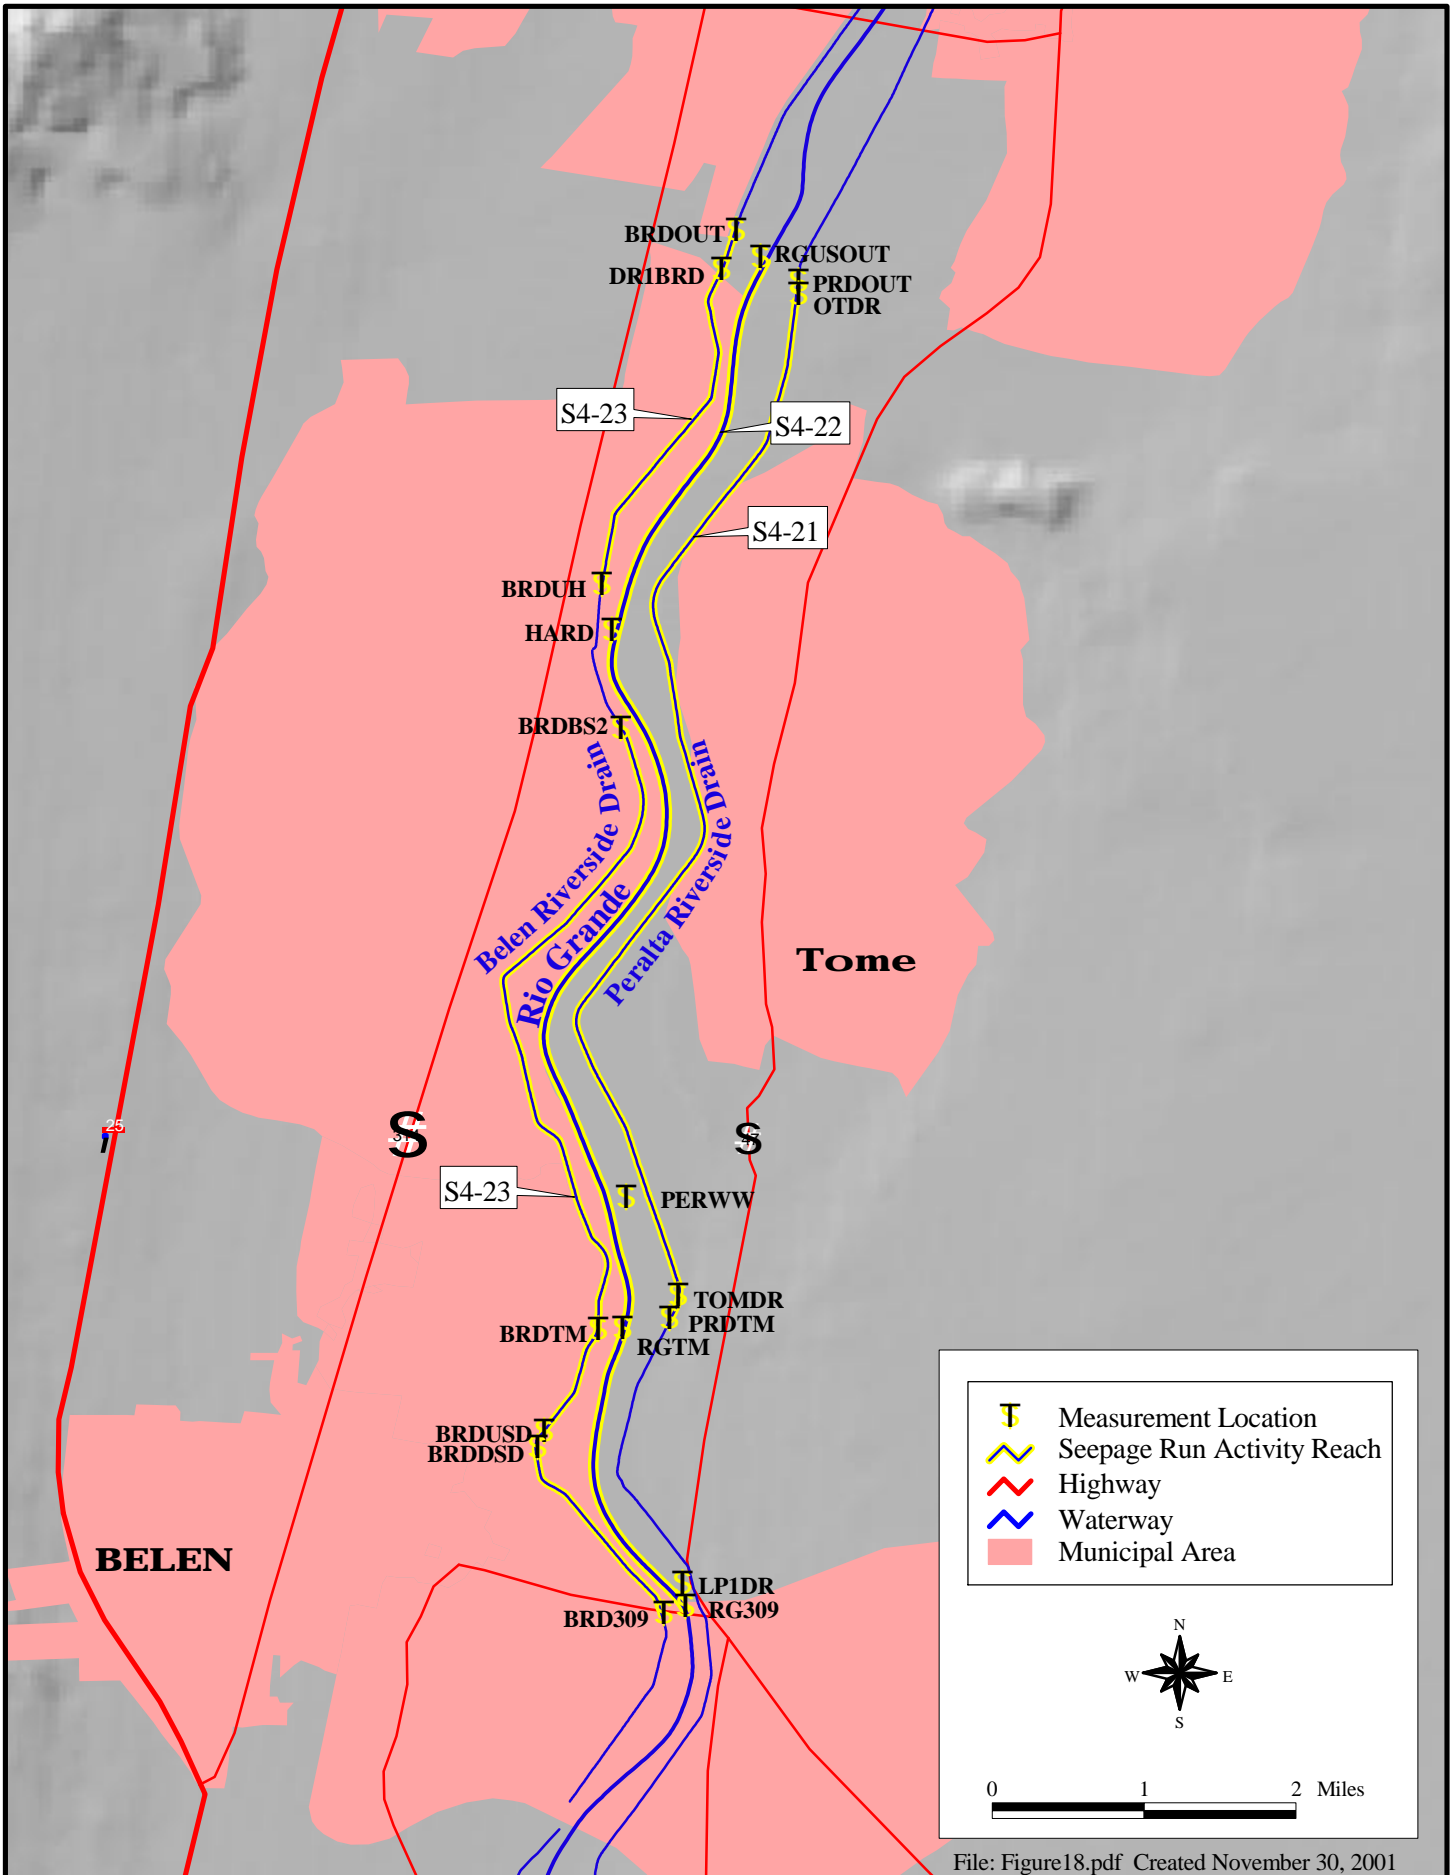 BRDOUT
RGUSOUT
DR1BRD
PRDOUT
OTDR
S4-23
S4-22
S4-21
BRDUH
HARD
BRDBS2
Belen Riverside Drain
Rio Grande
Peralta Riverside Drain
Tome
25
47
S4-23
PERWW
TOMDR
PRDTM
BRDTM
RGTM
BRDUSD
BRDDSD
BELEN
LP1DR
RG309
BRD309
Measurement Location
Seepage Run Activity Reach
Highway
Waterway
Municipal Area
N
W E
S
0 1 2 Miles
File: Figure18.pdf Created November 30, 2001